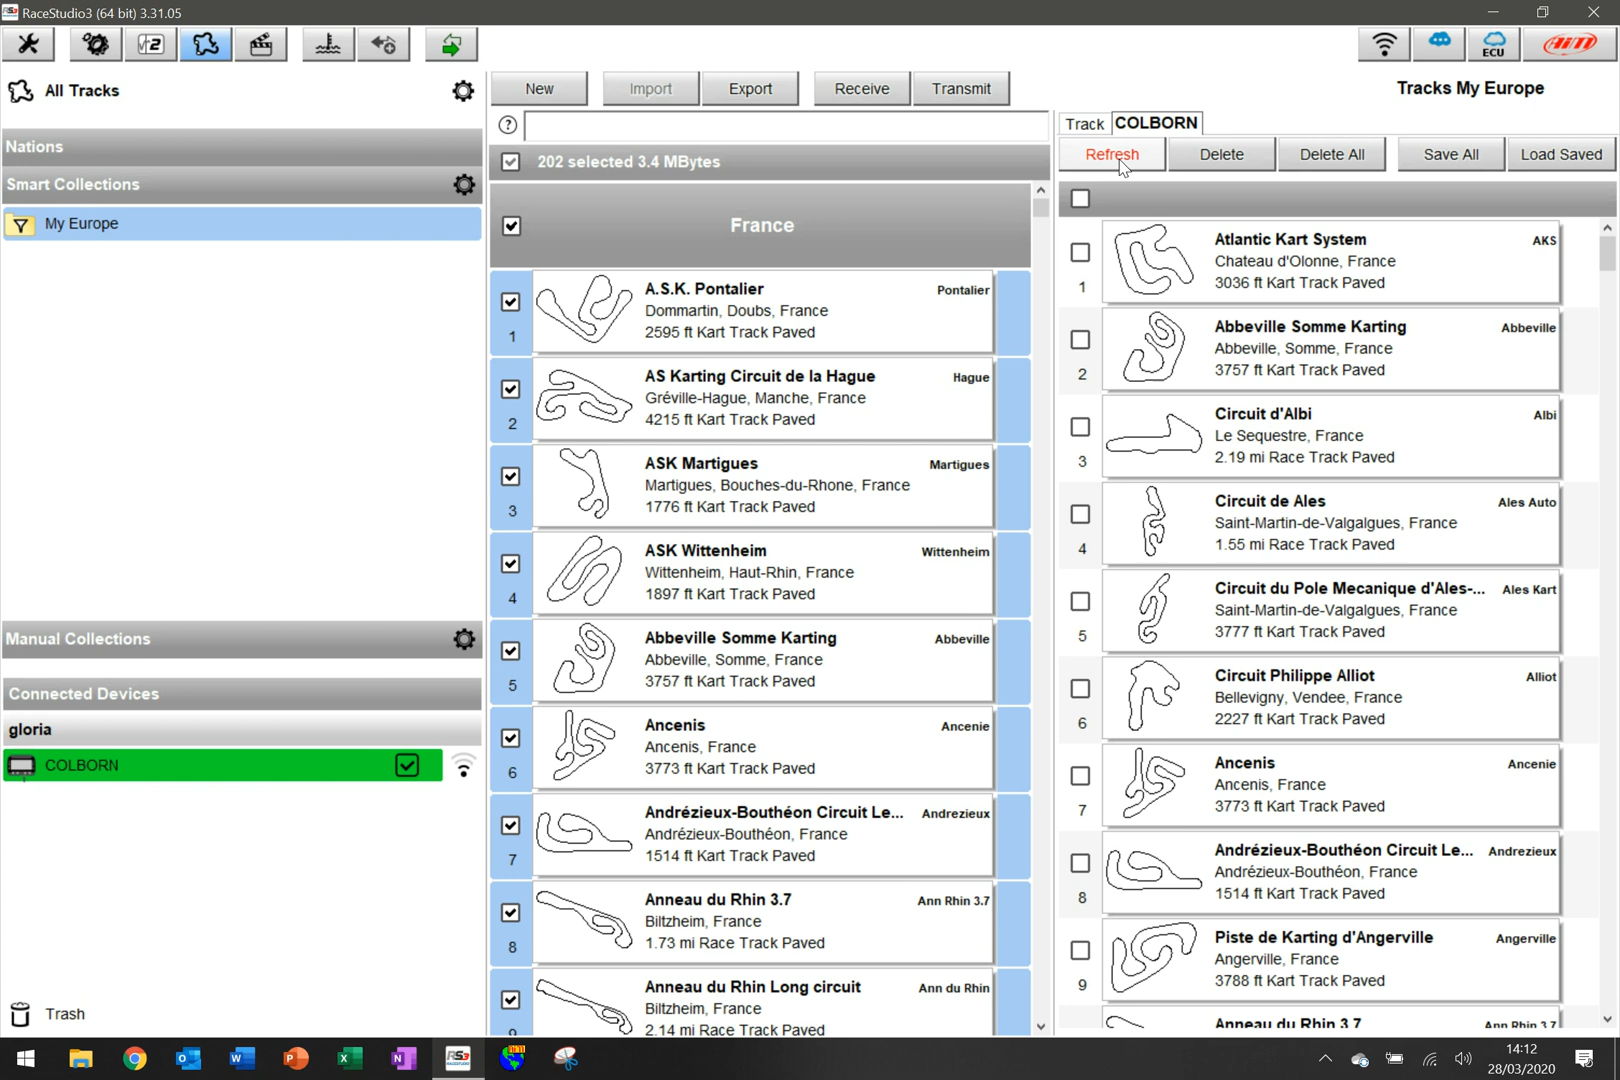 RaceStudio3 (64 bit) 3.31.05
ECU
AiM
All Tracks
New
Import
Export
Receive
Transmit
Tracks My Europe
Nations
Smart Collections
My Europe
Manual Collections
Connected Devices
gloria
COLBORN
Trash
202 selected 3.4 MBytes
France
A.S.K. Pontalier
Pontalier
Dommartin, Doubs, France
2595 ft Kart Track Paved
1
AS Karting Circuit de la Hague
Hague
Gréville-Hague, Manche, France
4215 ft Kart Track Paved
2
ASK Martigues
Martigues
Martigues, Bouches-du-Rhone, France
1776 ft Kart Track Paved
3
ASK Wittenheim
Wittenheim
Wittenheim, Haut-Rhin, France
1897 ft Kart Track Paved
4
Abbeville Somme Karting
Abbeville
Abbeville, Somme, France
3757 ft Kart Track Paved
5
Ancenis
Ancenie
Ancenis, France
3773 ft Kart Track Paved
6
Andrézieux-Bouthéon Circuit Le...
Andrezieux
Andrézieux-Bouthéon, France
1514 ft Kart Track Paved
7
Anneau du Rhin 3.7
Ann Rhin 3.7
Biltzheim, France
1.73 mi Race Track Paved
8
Anneau du Rhin Long circuit
Ann du Rhin
Biltzheim, France
2.14 mi Race Track Paved
9
Track
COLBORN
Refresh
Delete
Delete All
Save All
Load Saved
Atlantic Kart System
AKS
Chateau d'Olonne, France
3036 ft Kart Track Paved
1
Abbeville Somme Karting
Abbeville
Abbeville, Somme, France
3757 ft Kart Track Paved
2
Circuit d'Albi
Albi
Le Sequestre, France
2.19 mi Race Track Paved
3
Circuit de Ales
Ales Auto
Saint-Martin-de-Valgalgues, France
1.55 mi Race Track Paved
4
Circuit du Pole Mecanique d'Ales-...
Ales Kart
Saint-Martin-de-Valgalgues, France
3777 ft Kart Track Paved
5
Circuit Philippe Alliot
Alliot
Bellevigny, Vendee, France
2227 ft Kart Track Paved
6
Ancenis
Ancenie
Ancenis, France
3773 ft Kart Track Paved
7
Andrézieux-Bouthéon Circuit Le...
Andrezieux
Andrézieux-Bouthéon, France
1514 ft Kart Track Paved
8
Piste de Karting d'Angerville
Angerville
Angerville, France
3788 ft Kart Track Paved
9
Anneau du Rhin 3.7
Ann Rhin 3.7
14:12
28/03/2020